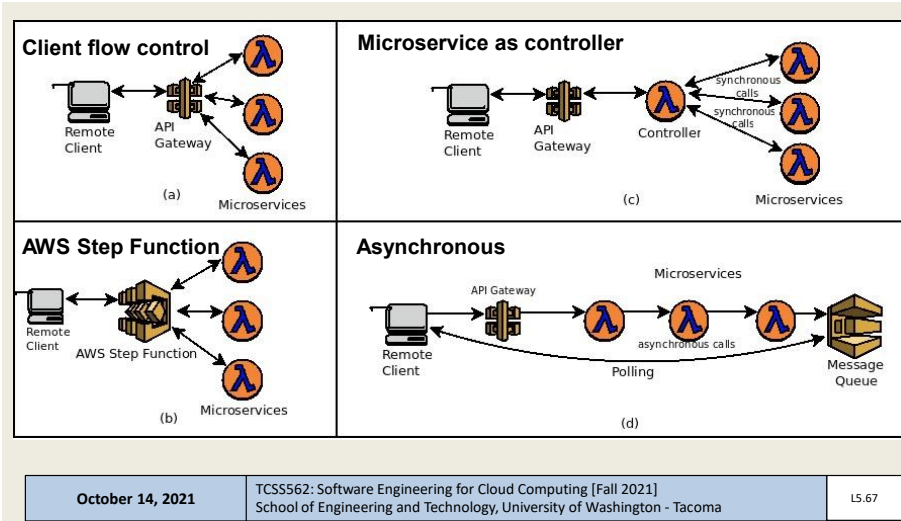 Client flow control
Remote
Client
API
Gateway
Microservices
(a)
Microservice as controller
Remote
Client
API
Gateway
Controller
synchronous
calls
synchronous
calls
Microservices
(c)
AWS Step Function
Remote
Client
AWS Step Function
Microservices
(b)
Asynchronous
Microservices
API Gateway
Remote
Client
asynchronous calls
Polling
Message
Queue
(d)
October 14, 2021
TCSS562: Software Engineering for Cloud Computing [Fall 2021]
School of Engineering and Technology, University of Washington - Tacoma
L5.67